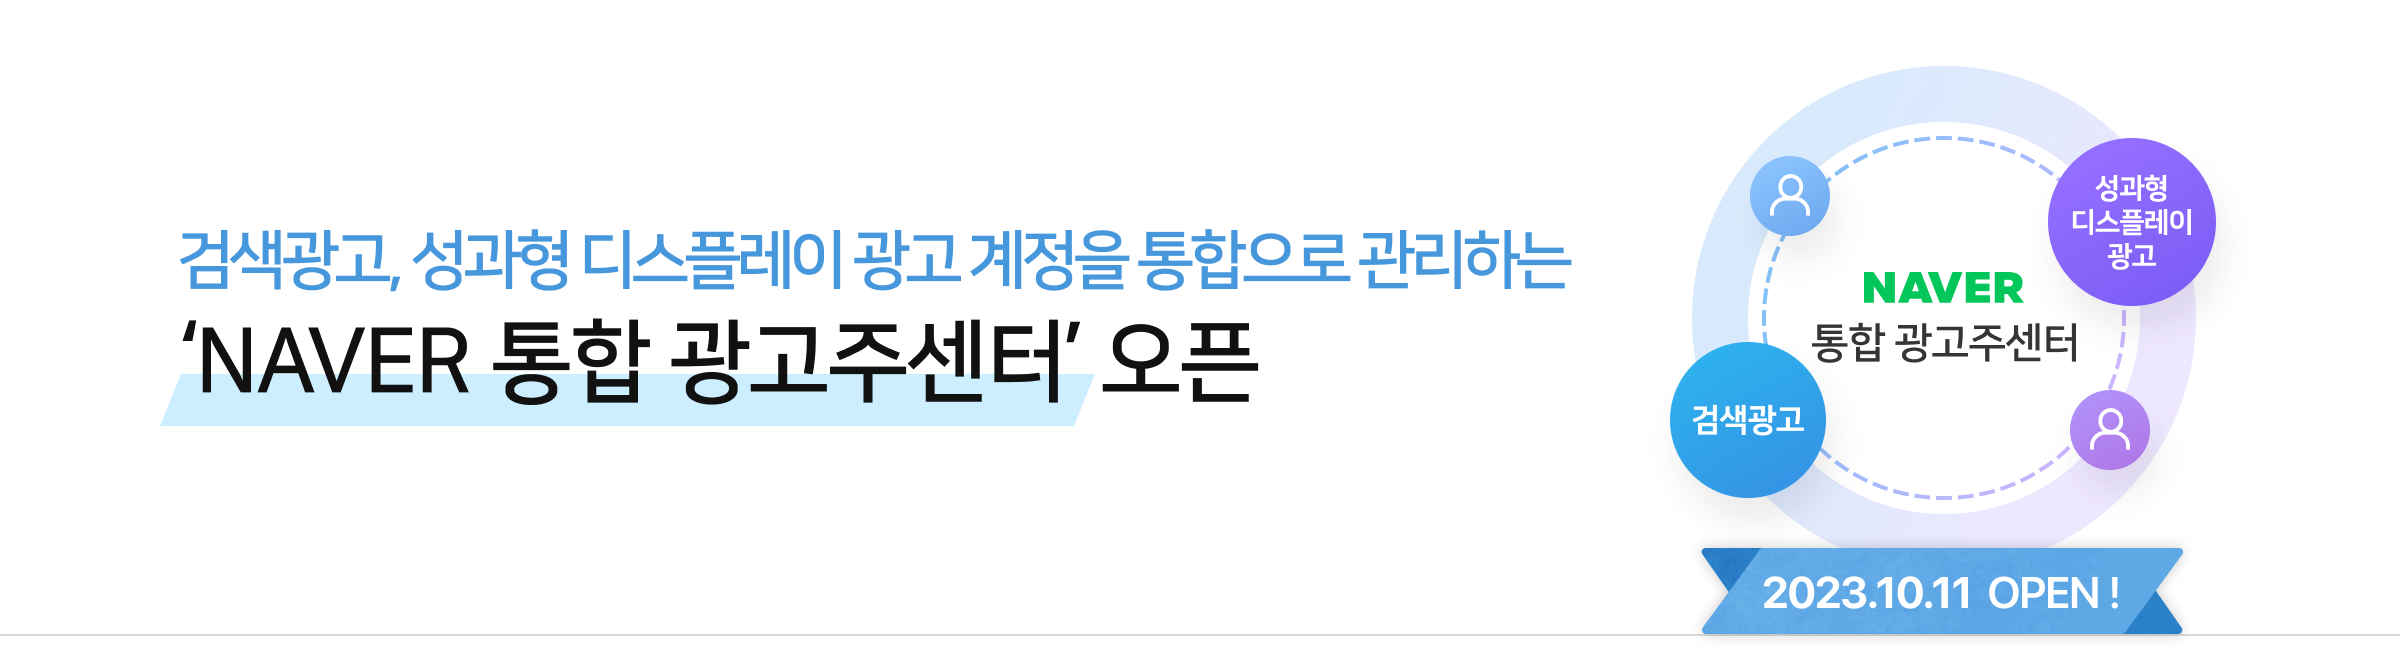 검색광고, 성과형 디스플레이 광고 계정을 통합으로 관리하는
‘NAVER 통합 광고주센터’ 오픈
성과형
디스플레이
광고
NAVER
통합 광고주센터
검색광고
2023.10.11 OPEN !